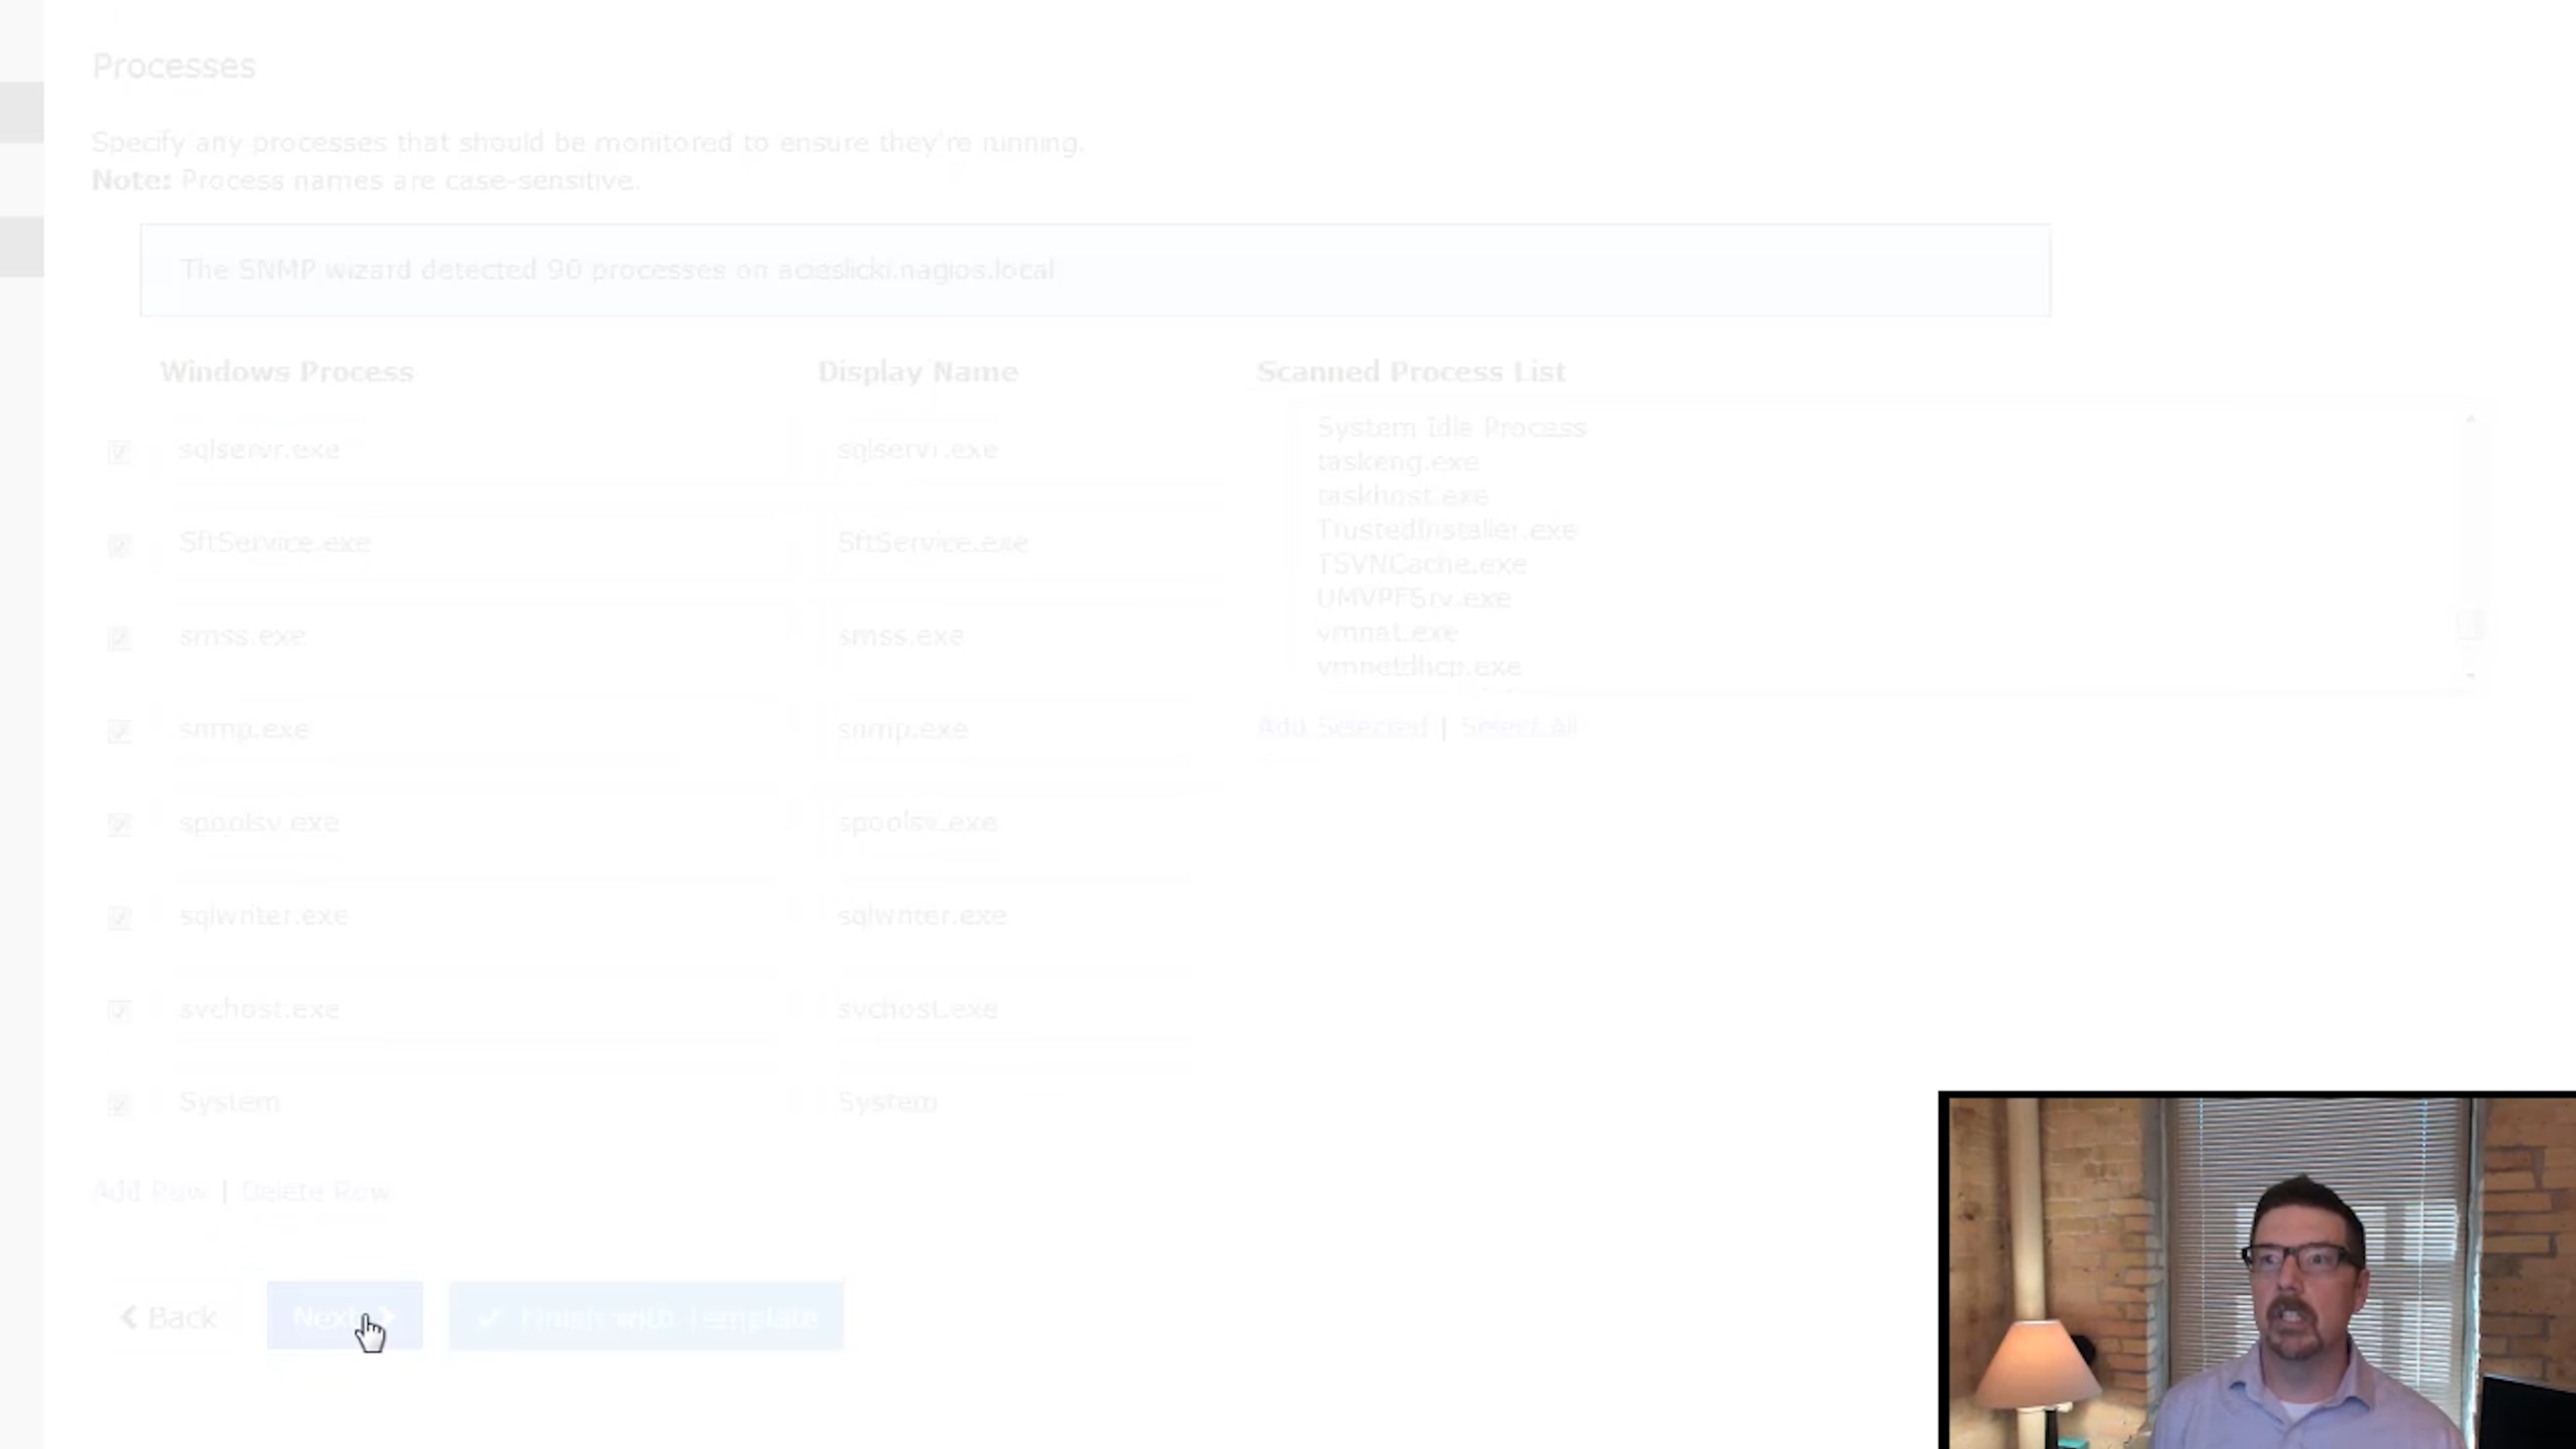 Processes
Specify any processes that should be monitored to ensure they're running.
Note: Process names are case-sensitive.
The SNMP wizard detected 90 processes on acieslicki.nagios.local
Windows Process Display Name Scanned Process List
sqlservr.exe sqlservr.exe
SftService.exe SftService.exe
smss.exe smss.exe
snmp.exe snmp.exe
spoolsv.exe spoolsv.exe
sqlwriter.exe sqlwriter.exe
svchost.exe svchost.exe
System System
System Idle Process
taskeng.exe
taskhost.exe
TrustedInstaller.exe
TSVNCache.exe
UMVPFSrv.exe
vmnat.exe
vmnetdhcp.exe
Add Selected | Select All
Add Row | Delete Row
Back Next Finish with Template